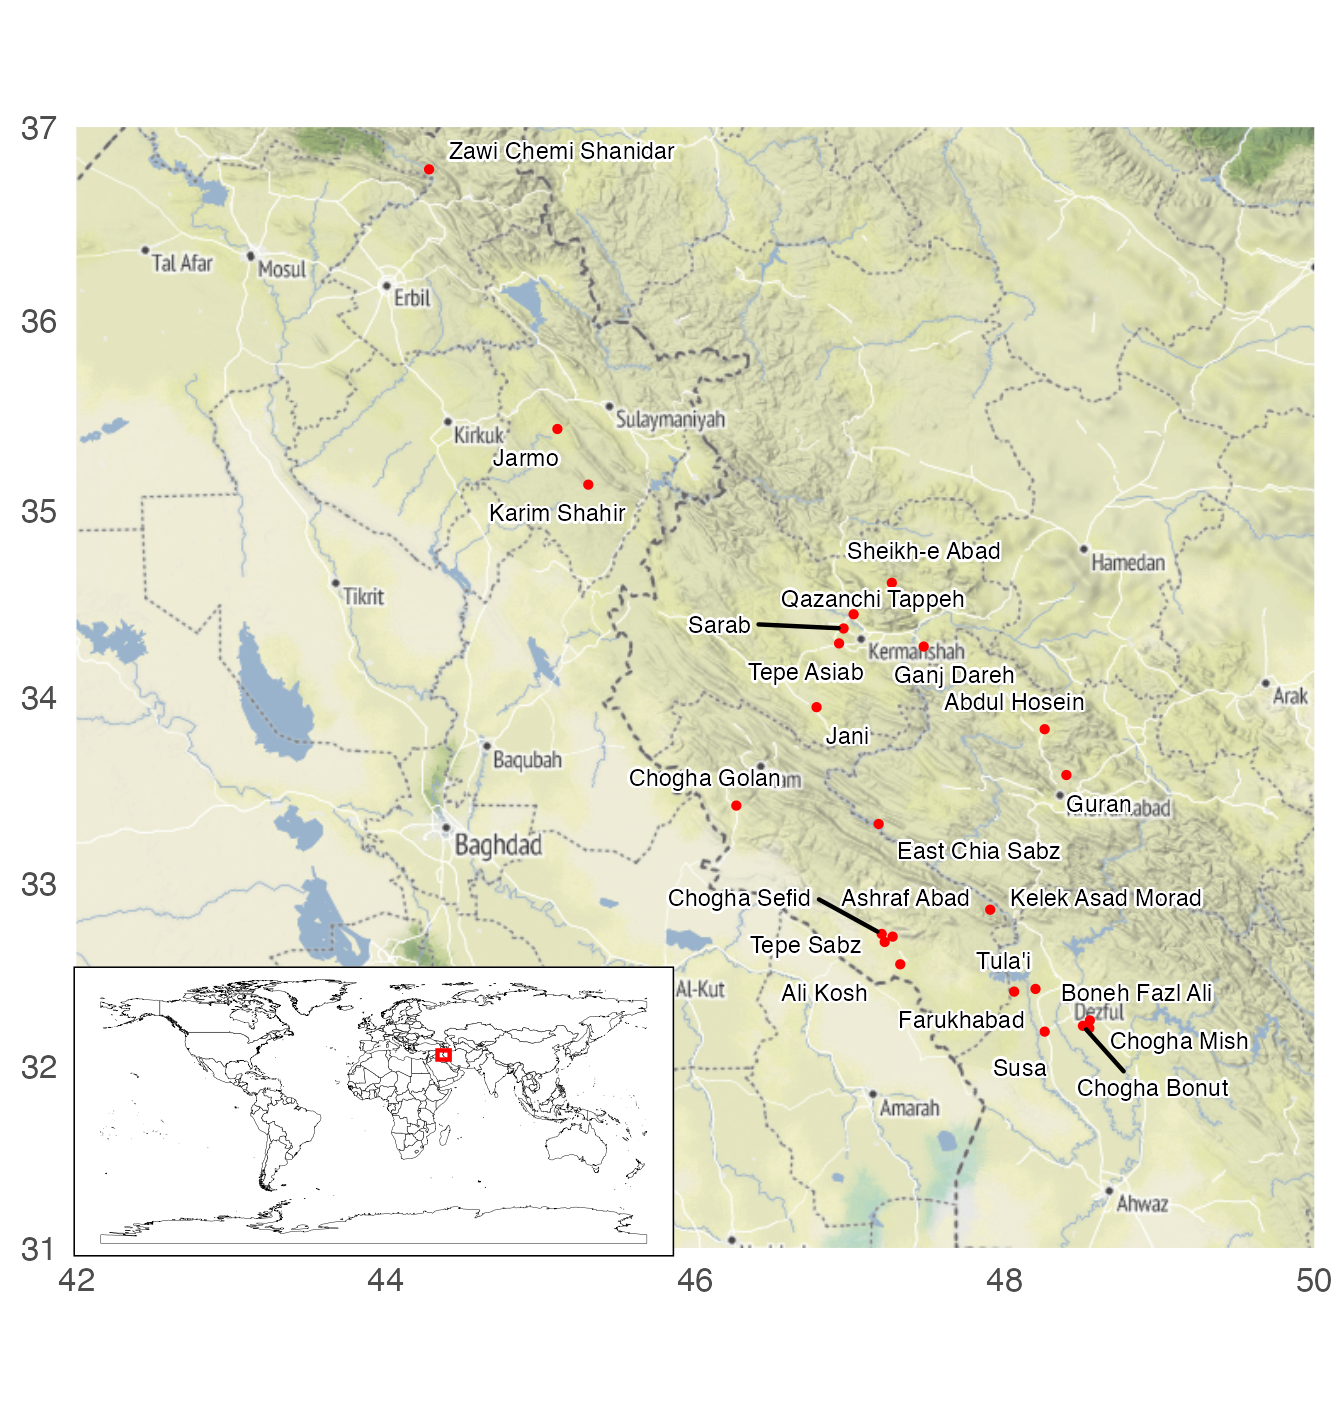 37
Zawi Chemi Shanidar
Tal Afar
Mosul
Erbil
36
Sulaymaniyah
Kirkuk
Jarmo
35
Karim Shahir
Sheikh-e Abad
Hamedan
Tikrit
Qazanchi Tappeh
Sarab
Kermanshah
Tepe Asiab
Ganj Dareh
34
Abdul Hosein
Arak
Jani
Baqubah
Chogha Golan
Guran
Baghdad
East Chia Sabz
33
Chogha Sefid
Ashraf Abad
Kelek Asad Morad
Tepe Sabz
Tula'i
Al-Kut
Ali Kosh
Boneh Fazl Ali
Dezful
Farukhabad
Chogha Mish
32
Susa
Chogha Bonut
Amarah
Ahwaz
31
42
44
46
48
50